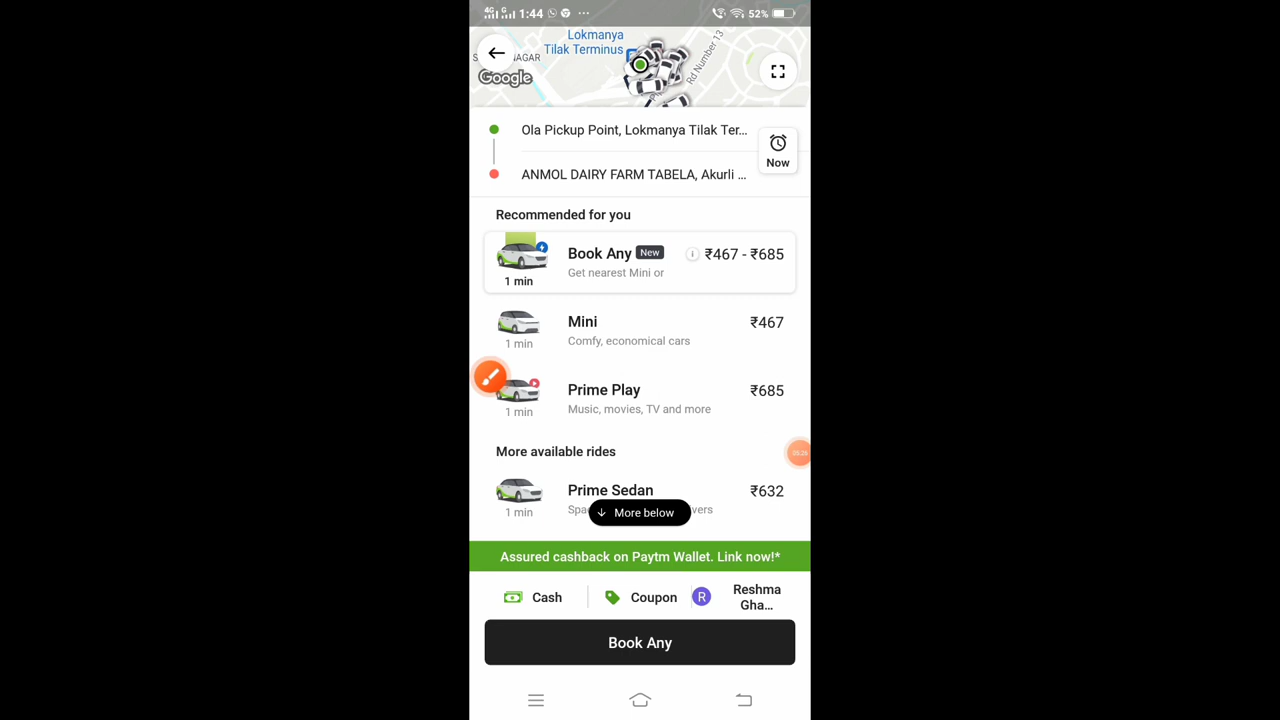 4G G 1:44 52%
Lokmanya
Tilak Terminus
Rd Number 13
AGAR
Google
Ola Pickup Point, Lokmanya Tilak Ter...
Now
ANMOL DAIRY FARM TABELA, Akurli ...
Recommended for you
Book Any New ₹467 - ₹685
Get nearest Mini or
1 min
Mini ₹467
Comfy, economical cars
1 min
Prime Play ₹685
Music, movies, TV and more
1 min
More available rides
Prime Sedan ₹632
1 min
More below
Assured cashback on Paytm Wallet. Link now!*
Cash
Coupon
R Reshma
Gha...
Book Any